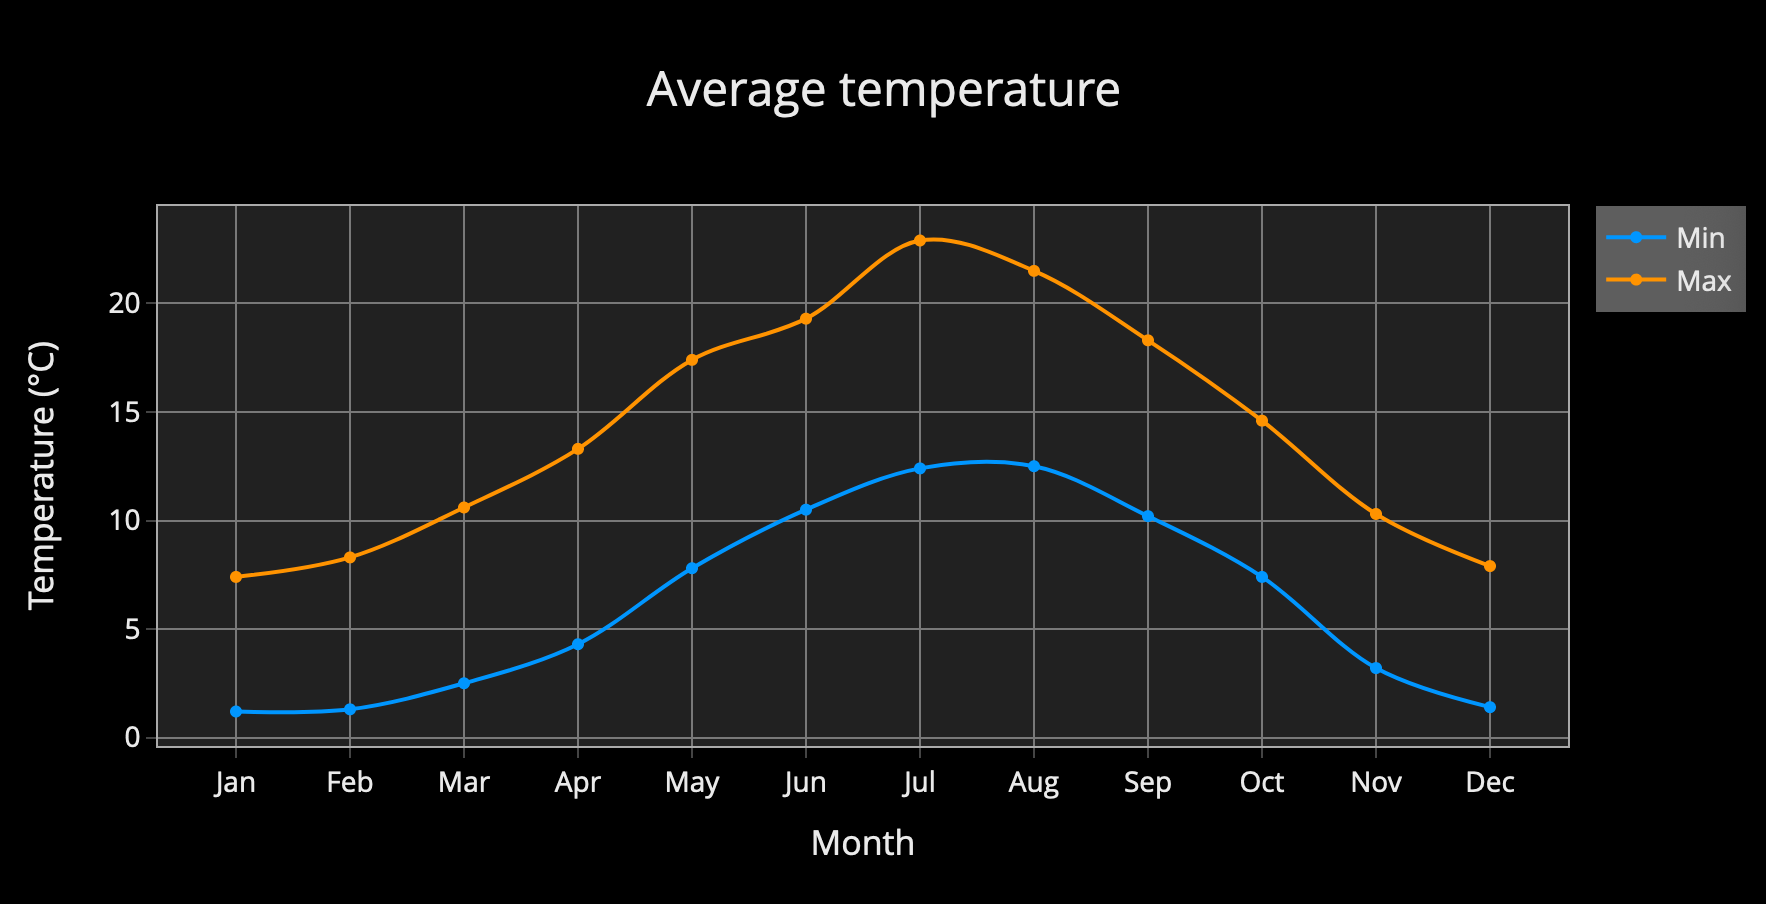 Average temperature
Min
Max
Temperature (°C)
20
15
10
5
0
Jan Feb Mar Apr May Jun Jul Aug Sep Oct Nov Dec
Month